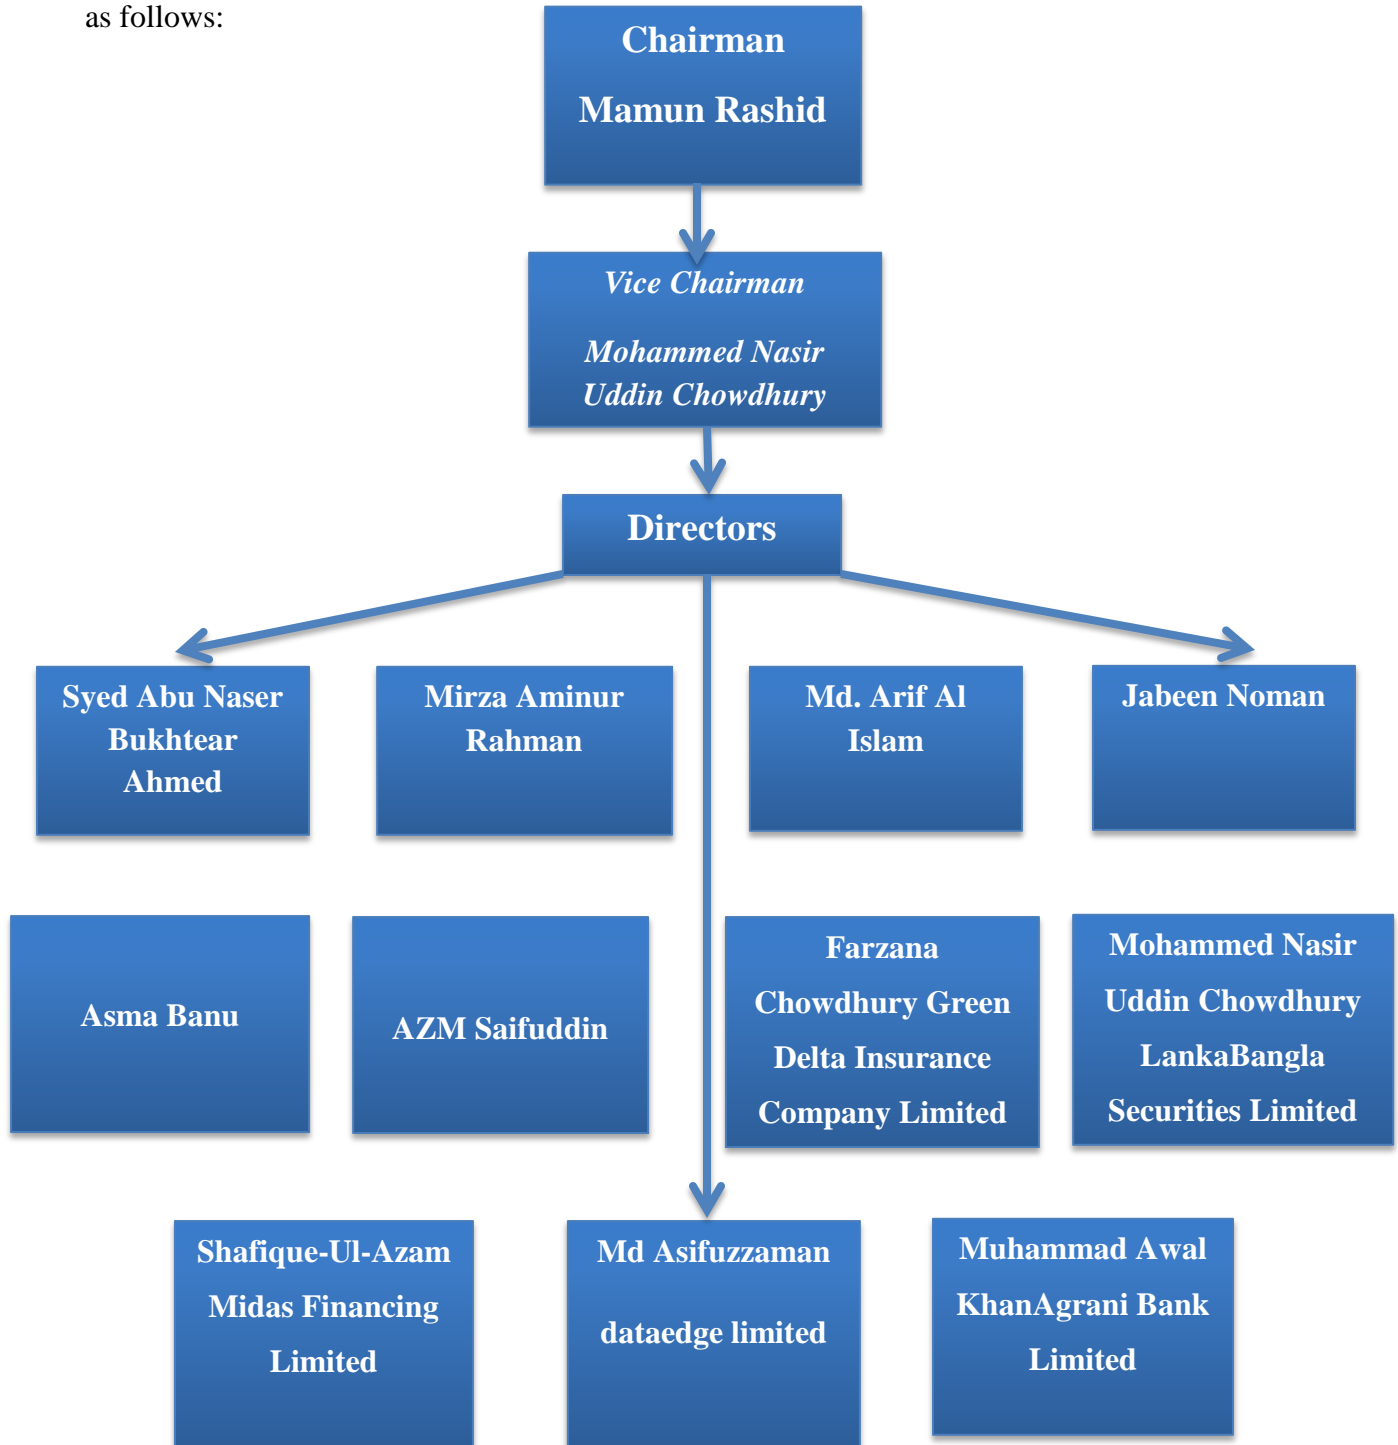 as follows:
Chairman
Mamun Rashid
Vice Chairman
Mohammed Nasir
Uddin Chowdhury
Directors
Syed Abu Naser
Bukhtear
Ahmed
Mirza Aminur
Rahman
Md. Arif Al
Islam
Jabeen Noman
Asma Banu
AZM Saifuddin
Farzana
Chowdhury Green
Delta Insurance
Company Limited
Mohammed Nasir
Uddin Chowdhury
LankaBangla
Securities Limited
Shafique-Ul-Azam
Midas Financing
Limited
Md Asifuzzaman
dataedge limited
Muhammad Awal
KhanAgrani Bank
Limited